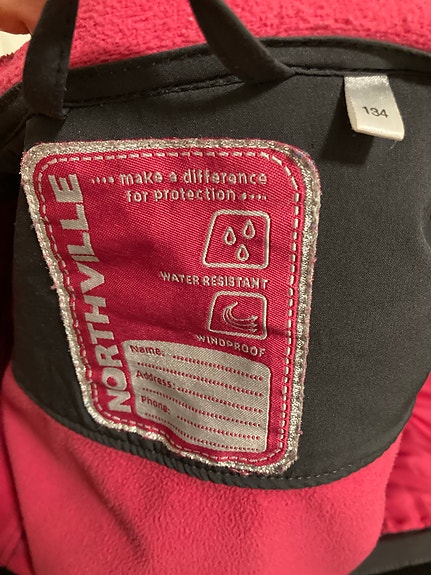 134
.... make a difference
for protection ....
NORTHVILLE
WATER RESISTANT
WINDPROOF
Name: ....................
Address: ....................
....................
Phone: ....................
....................